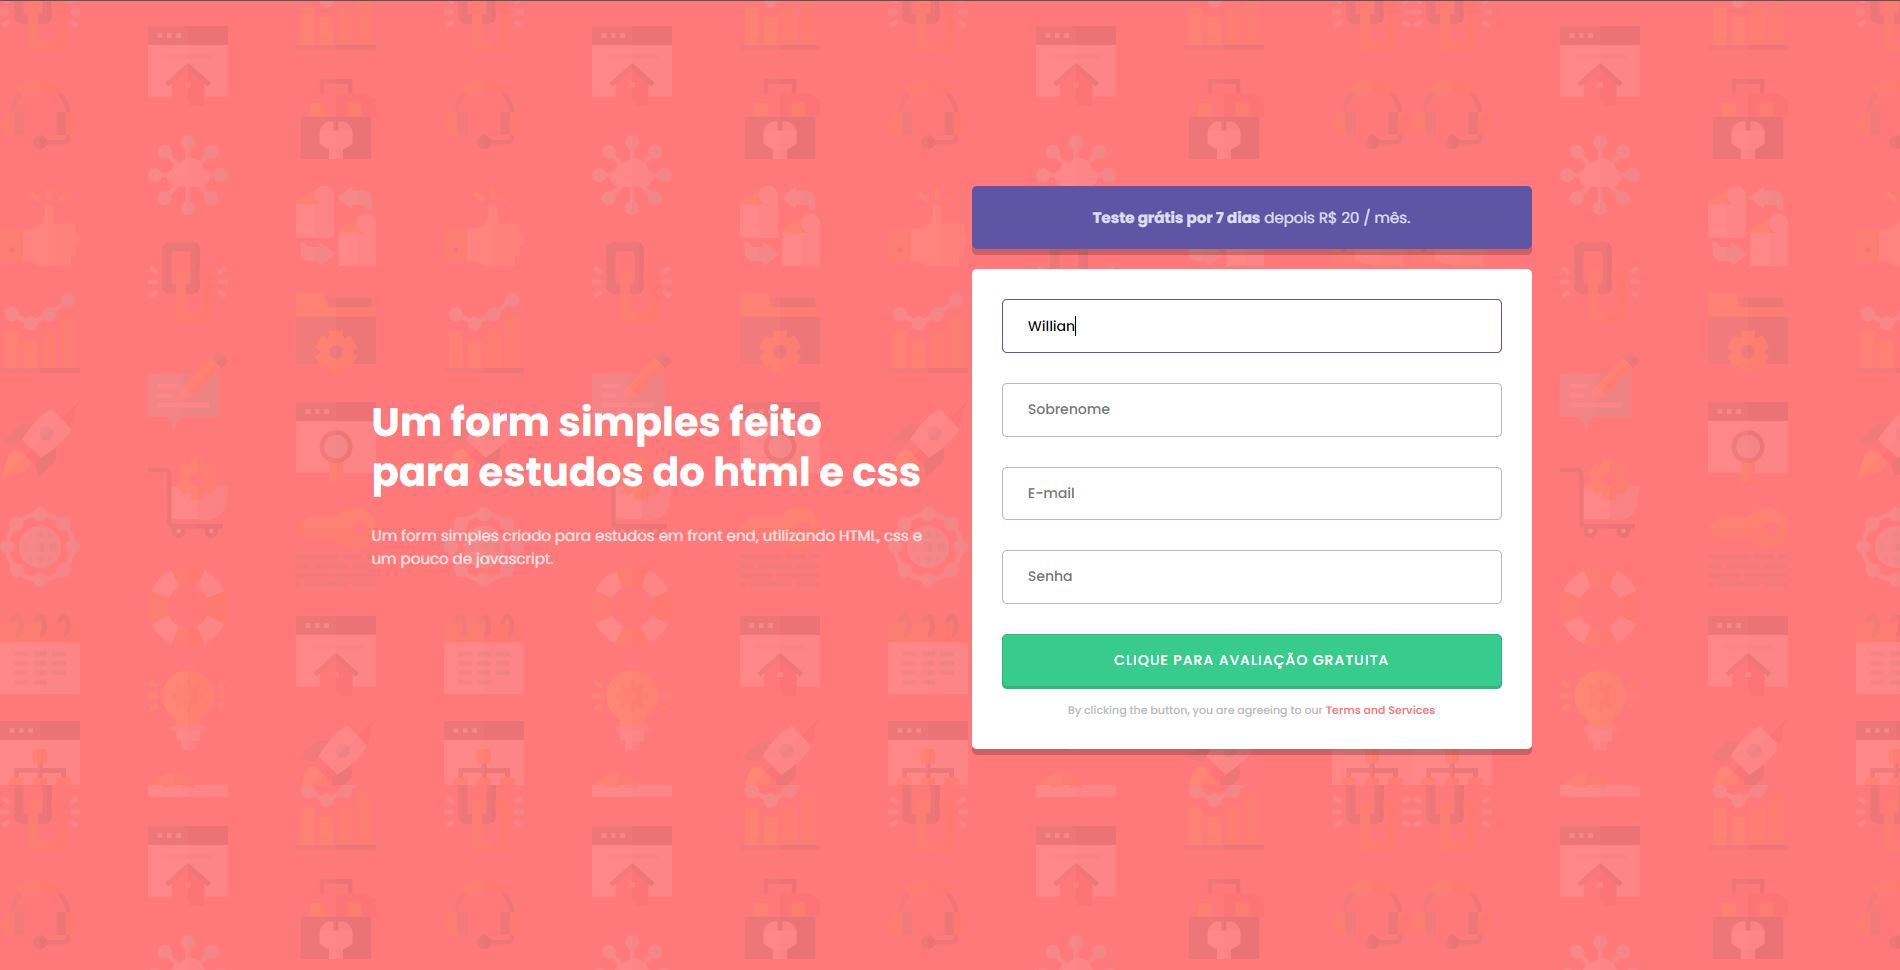 Um form simples feito
para estudos do html e css
Um form simples criado para estudos em front end, utilizando HTML, css e
um pouco de javascript.
Teste grátis por 7 dias depois R$ 20 / mês.
Willian
Sobrenome
E-mail
Senha
CLIQUE PARA AVALIAÇÃO GRATUITA
By clicking the button, you are agreeing to our Terms and Services